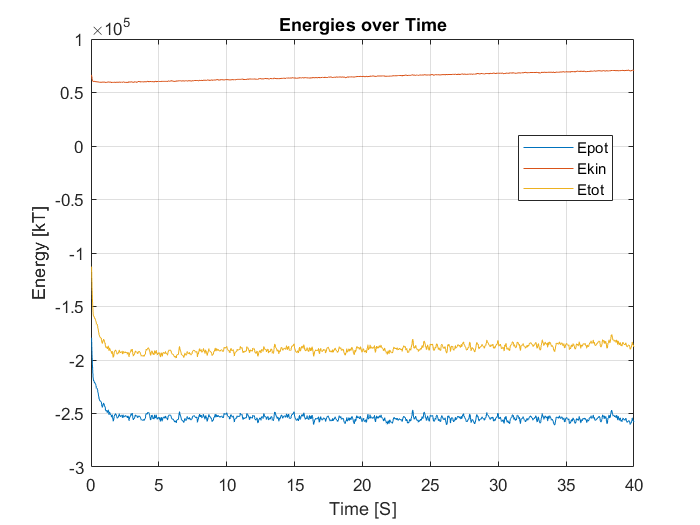 Energies over Time
×10^5
1
0.5
0
-0.5
-1
-1.5
-2
-2.5
-3
Energy [kT]
Epot
Ekin
Etot
0 5 10 15 20 25 30 35 40
Time [S]